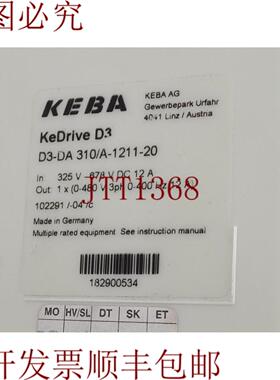 图必究
KEBA
KEBA AG
Gewerbepark Urfahr
4041 Linz / Austria
KeDrive D3
D3-DA 310/A-1211-20
In: 325 V -678 V DC 12 A
Out: 1 x (0-480 V 3ph 0-400 Hz 12 A
JTT1368
102291 /-04/c
Made in Germany
Multiple rated equipment See instruction manual
182900534
MO HV/SL DT SK ET
开发票顺丰包邮